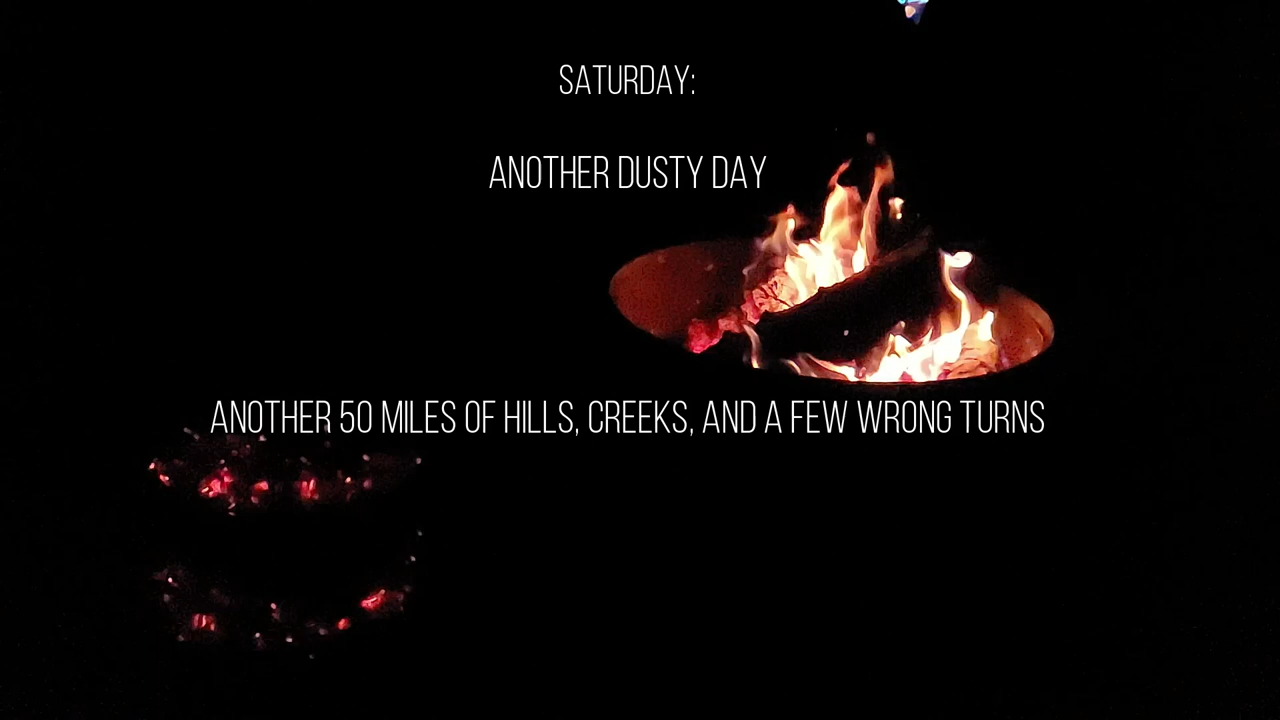 SATURDAY:
ANOTHER DUSTY DAY
ANOTHER 50 MILES OF HILLS, CREEKS, AND A FEW WRONG TURNS